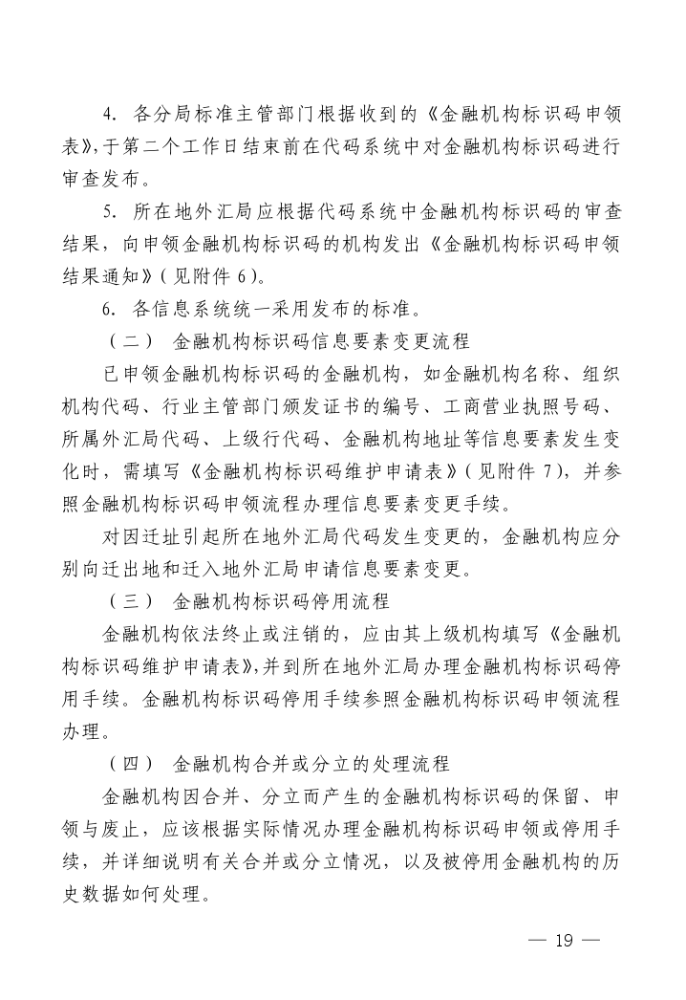 4. 各分局标准主管部门根据收到的《金融机构标识码申领
表》，于第二个工作日结束前在代码系统中对金融机构标识码进行
审查发布。
5. 所在地外汇局应根据代码系统中金融机构标识码的审查
结果，向申领金融机构标识码的机构发出《金融机构标识码申领
结果通知》（见附件 6）。
6. 各信息系统统一采用发布的标准。
（二） 金融机构标识码信息要素变更流程
已申领金融机构标识码的金融机构，如金融机构名称、组织
机构代码、行业主管部门颁发证书的编号、工商营业执照号码、
所属外汇局代码、上级行代码、金融机构地址等信息要素发生变
化时，需填写《金融机构标识码维护申请表》（见附件 7），并参
照金融机构标识码申领流程办理信息要素变更手续。
对因迁址引起所在地外汇局代码发生变更的，金融机构应分
别向迁出地和迁入地外汇局申请信息要素变更。
（三） 金融机构标识码停用流程
金融机构依法终止或注销的，应由其上级机构填写《金融机
构标识码维护申请表》，并到所在地外汇局办理金融机构标识码停
用手续。金融机构标识码停用手续参照金融机构标识码申领流程
办理。
（四） 金融机构合并或分立的处理流程
金融机构因合并、分立而产生的金融机构标识码的保留、申
领与废止，应该根据实际情况办理金融机构标识码申领或停用手
续，并详细说明有关合并或分立情况，以及被停用金融机构的历
史数据如何处理。
— 19 —